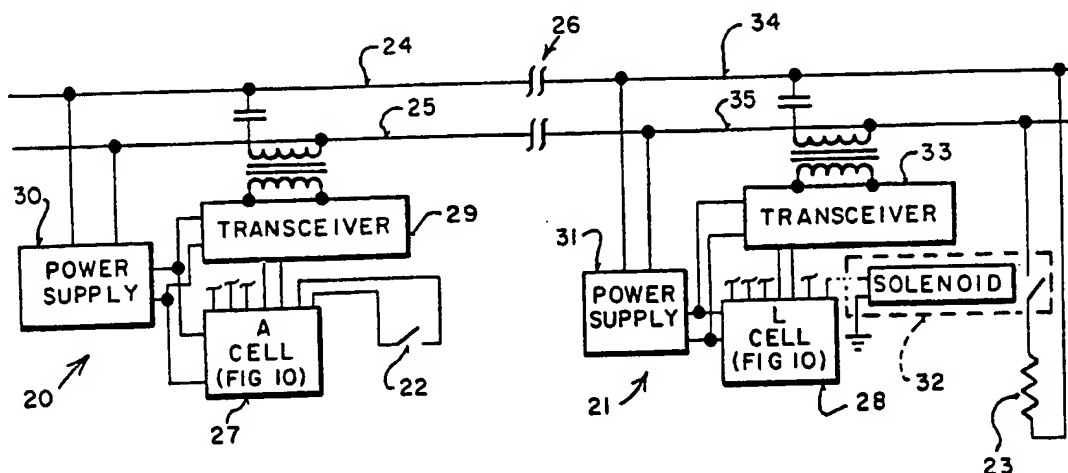 24
26
34
25
35
30
33
TRANSCEIVER
29
TRANSCEIVER
31
POWER
SUPPLY
POWER
SUPPLY
SOLENOID
A
CELL
(FIG 10)
L
CELL
(FIG 10)
22
20
27
21
28
32
23